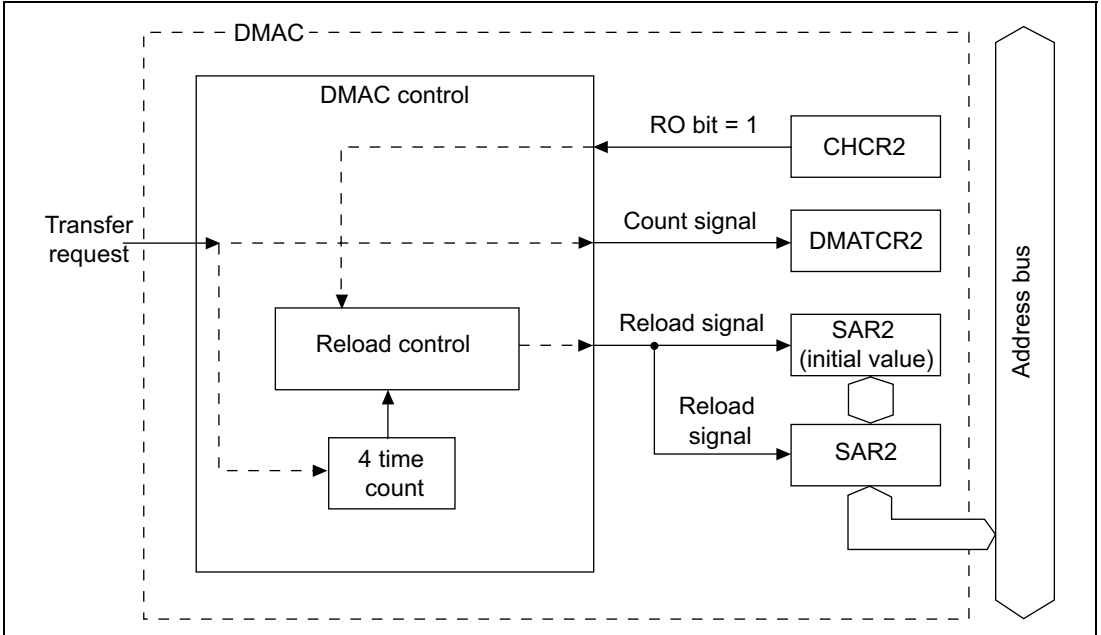 DMAC
DMAC control
RO bit = 1
CHCR2
Transfer
request
Count signal
DMATCR2
Reload control
Reload signal
SAR2
(initial value)
Reload
signal
SAR2
4 time
count
Address bus